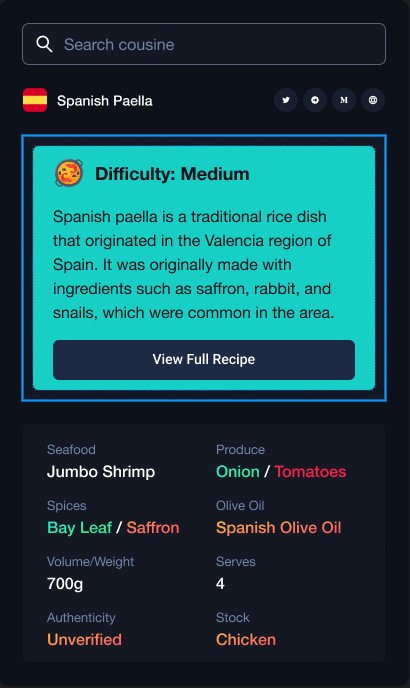 Search cousine
Spanish Paella
M
Difficulty: Medium
Spanish paella is a traditional rice dish
that originated in the Valencia region of
Spain. It was originally made with
ingredients such as saffron, rabbit, and
snails, which were common in the area.
View Full Recipe
Seafood
Jumbo Shrimp
Produce
Onion / Tomatoes
Spices
Bay Leaf / Saffron
Olive Oil
Spanish Olive Oil
Volume/Weight
700g
Serves
4
Authenticity
Unverified
Stock
Chicken